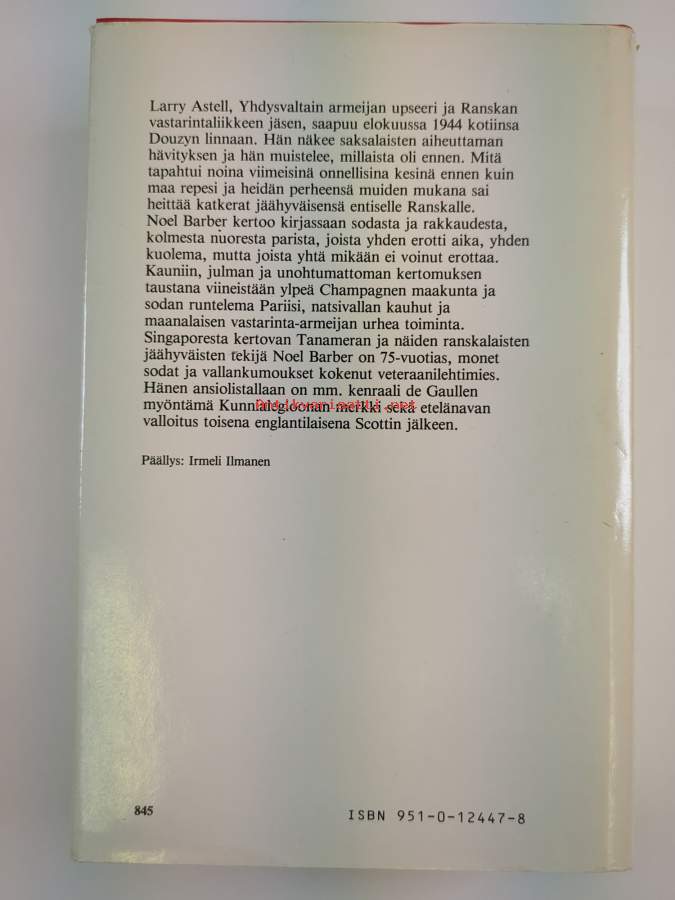 Larry Astell, Yhdysvaltain armeijan upseeri ja Ranskan
vastarintaliikkeen jäsen, saapuu elokuussa 1944 kotiinsa
Douzyn linnaan. Hän näkee saksalaisten aiheuttaman
hävityksen ja hän muistelee, millaista oli ennen. Mitä
tapahtui noina viimeisinä onnellisina kesinä ennen kuin
maa repesi ja heidän perheensä muiden mukana sai
heittää katkerat jäähyväisensä entiselle Ranskalle.
Noel Barber kertoo kirjassaan sodasta ja rakkaudesta,
kolmesta nuoresta parista, joista yhden erotti aika, yhden
kuolema, mutta joista yhtä mikään ei voinut erottaa.
Kauniin, julman ja unohtumattoman kertomuksen
taustana viineistään ylpeä Champagnen maakunta ja
sodan runtelema Pariisi, natsivallan kauhut ja
maanalaisen vastarinta-armeijan urhea toiminta.
Singaporesta kertovan Tanameran ja näiden ranskalaisten
jäähyväisten tekijä Noel Barber on 75-vuotias, monet
sodat ja vallankumoukset kokenut veteraanilehtimies.
Hänen ansiolistallaan on mm. kenraali de Gaullen
myöntämä Kunnialegioonan merkki sekä etelänavan
valloitus toisena englantilaisena Scottin jälkeen.
Antikvariaatti.net
Päällys: Irmeli Ilmanen
845
ISBN 951-0-12447-8